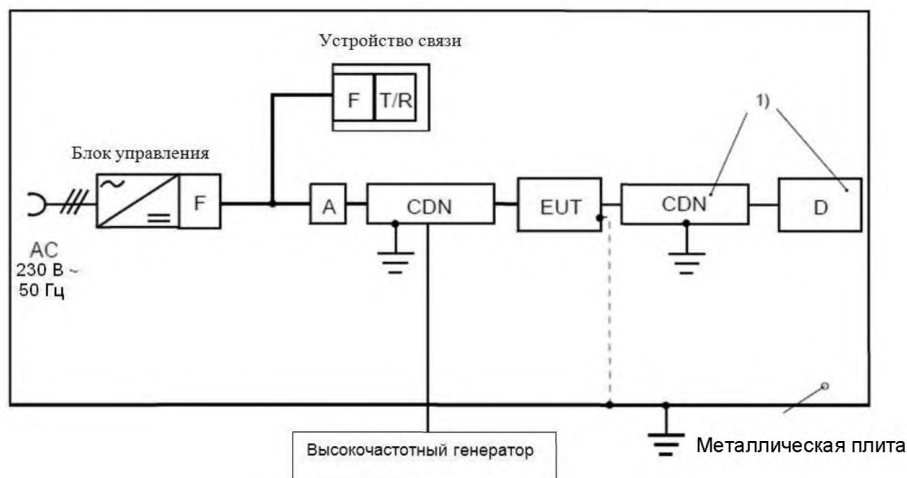 Устройство связи
F T/R
1)
Блок управления
F
A
CDN
EUT
CDN
D
AC
230 В ~
50 Гц
Высокочастотный генератор
Металлическая плита